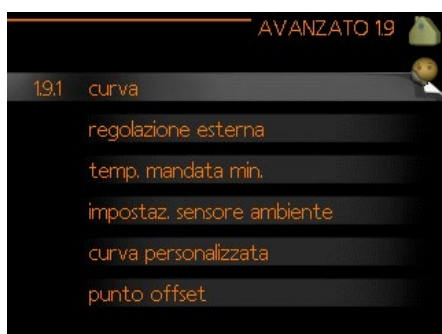 AVANZATO 1.9
1.9.1 curva
regolazione esterna
temp. mandata min.
impostaz. sensore ambiente
curva personalizzata
punto offset